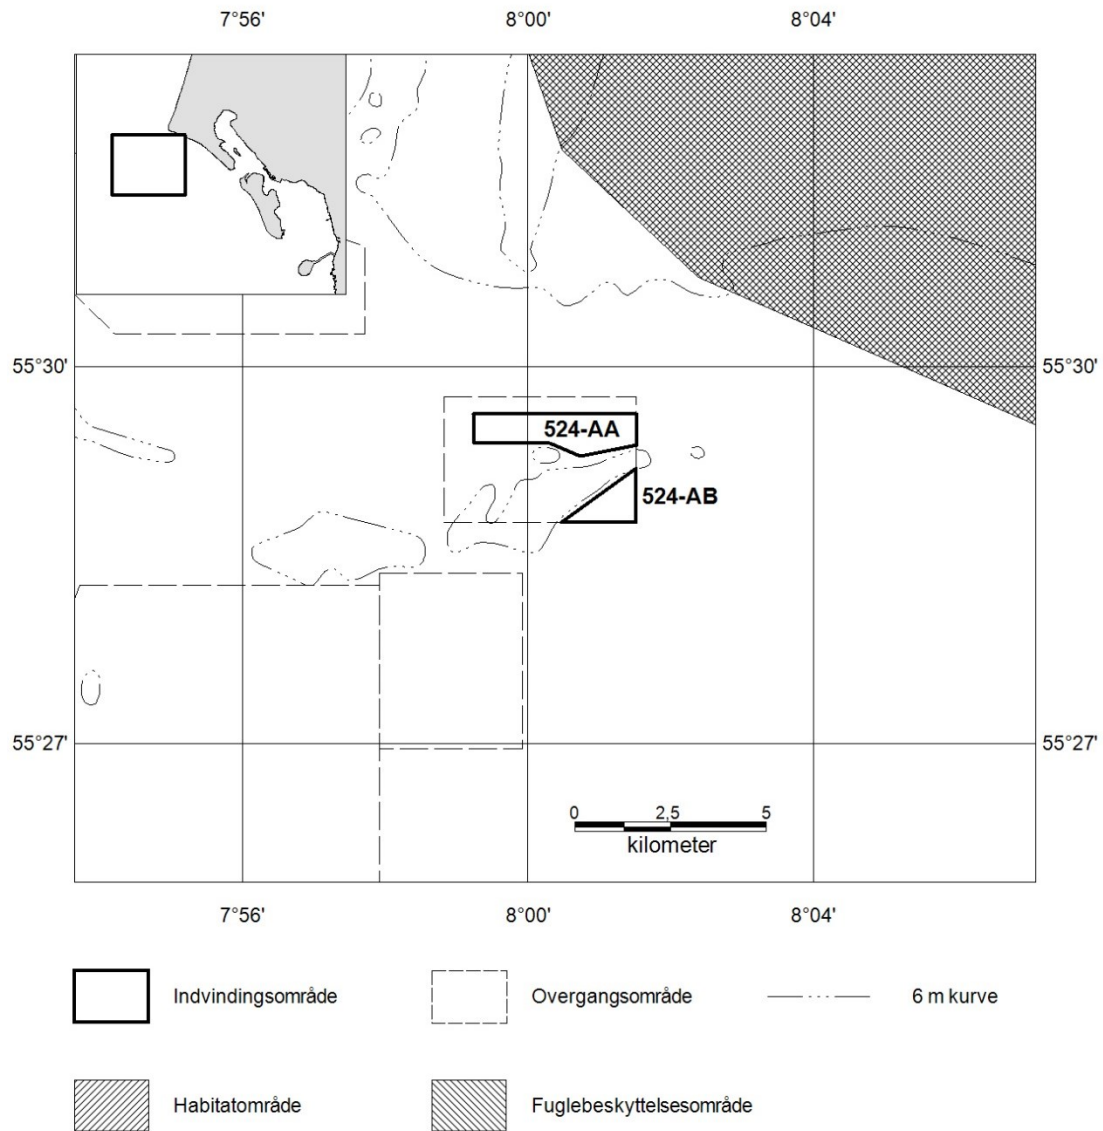 7°56' 8°00' 8°04'
55°30' 55°30'
524-AA
524-AB
55°27' 55°27'
0 2,5 5
kilometer
7°56' 8°00' 8°04'
Indvindingsområde Overgangsområde 6 m kurve
Habitatområde Fuglebeskyttelsesområde